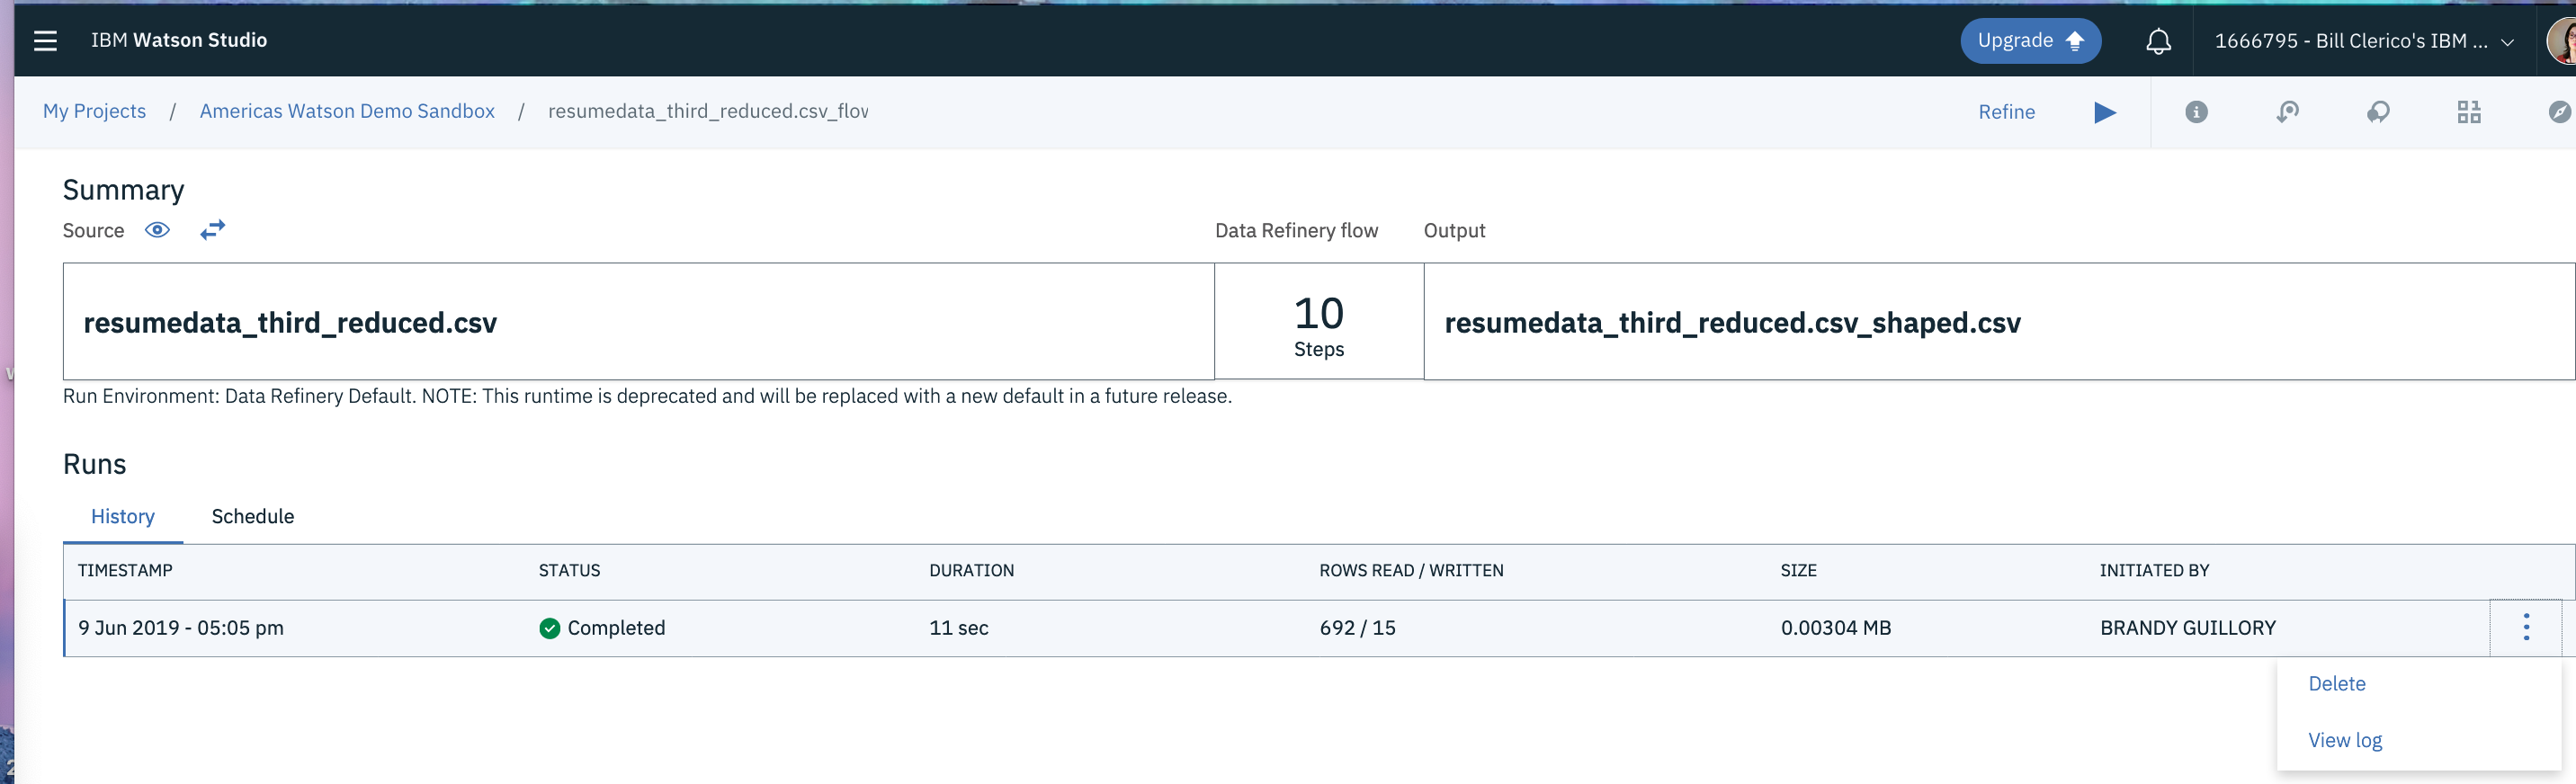 IBM Watson Studio
Upgrade
1666795 - Bill Clerico's IBM ...
My Projects / Americas Watson Demo Sandbox / resumedata_third_reduced.csv_flov
Refine
Summary
Source
Data Refinery flow
Output
resumedata_third_reduced.csv
10
Steps
resumedata_third_reduced.csv_shaped.csv
Run Environment: Data Refinery Default. NOTE: This runtime is deprecated and will be replaced with a new default in a future release.
Runs
History Schedule
TIMESTAMP STATUS DURATION ROWS READ / WRITTEN SIZE INITIATED BY
9 Jun 2019 - 05:05 pm Completed 11 sec 692 / 15 0.00304 MB BRANDY GUILLORY
Delete
View log